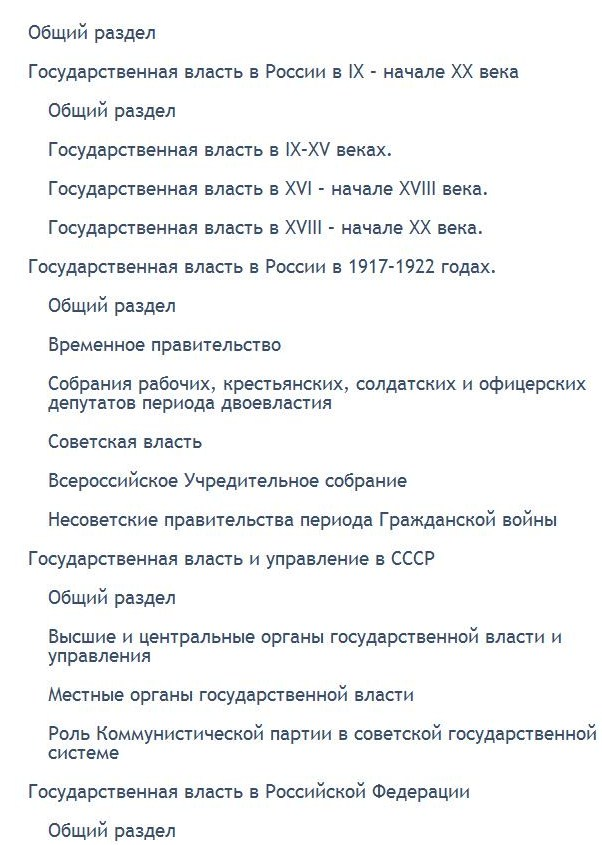 Общий раздел
Государственная власть в России в IX - начале XX века
Общий раздел
Государственная власть в IX-XV веках.
Государственная власть в XVI - начале XVIII века.
Государственная власть в XVIII - начале XX века.
Государственная власть в России в 1917-1922 годах.
Общий раздел
Временное правительство
Собрания рабочих, крестьянских, солдатских и офицерских
депутатов периода двоевластия
Советская власть
Всероссийское Учредительное собрание
Несоветские правительства периода Гражданской войны
Государственная власть и управление в СССР
Общий раздел
Высшие и центральные органы государственной власти и
управления
Местные органы государственной власти
Роль Коммунистической партии в советской государственной
системе
Государственная власть в Российской Федерации
Общий раздел